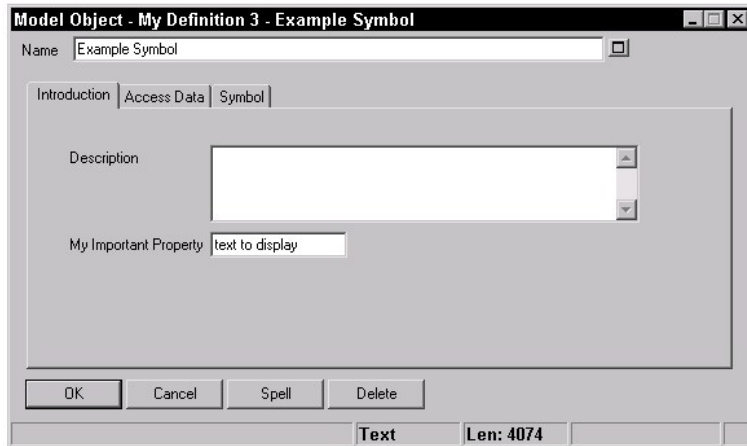 Model Object - My Definition 3 - Example Symbol
Name Example Symbol
Introduction Access Data Symbol
Description
My Important Property text to display
OK Cancel Spell Delete
Text Len: 4074